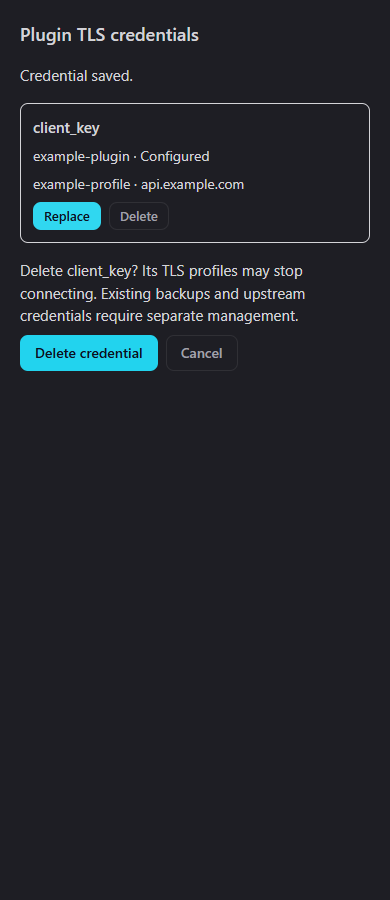 Plugin TLS credentials
Credential saved.
client_key
example-plugin · Configured
example-profile · api.example.com
Replace
Delete
Delete client_key? Its TLS profiles may stop
connecting. Existing backups and upstream
credentials require separate management.
Delete credential
Cancel